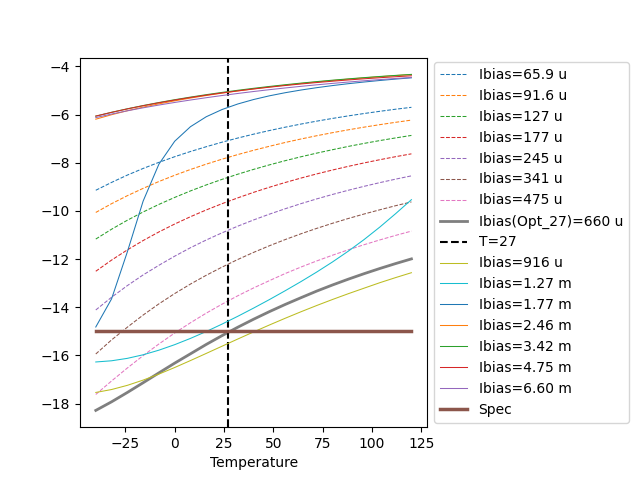 −4
−6
−8
−10
−12
−14
−16
−18
−25
0
25
50
75
100
125
Temperature
Ibias=65.9 u
Ibias=91.6 u
Ibias=127 u
Ibias=177 u
Ibias=245 u
Ibias=341 u
Ibias=475 u
Ibias(Opt_27)=660 u
T=27
Ibias=916 u
Ibias=1.27 m
Ibias=1.77 m
Ibias=2.46 m
Ibias=3.42 m
Ibias=4.75 m
Ibias=6.60 m
Spec